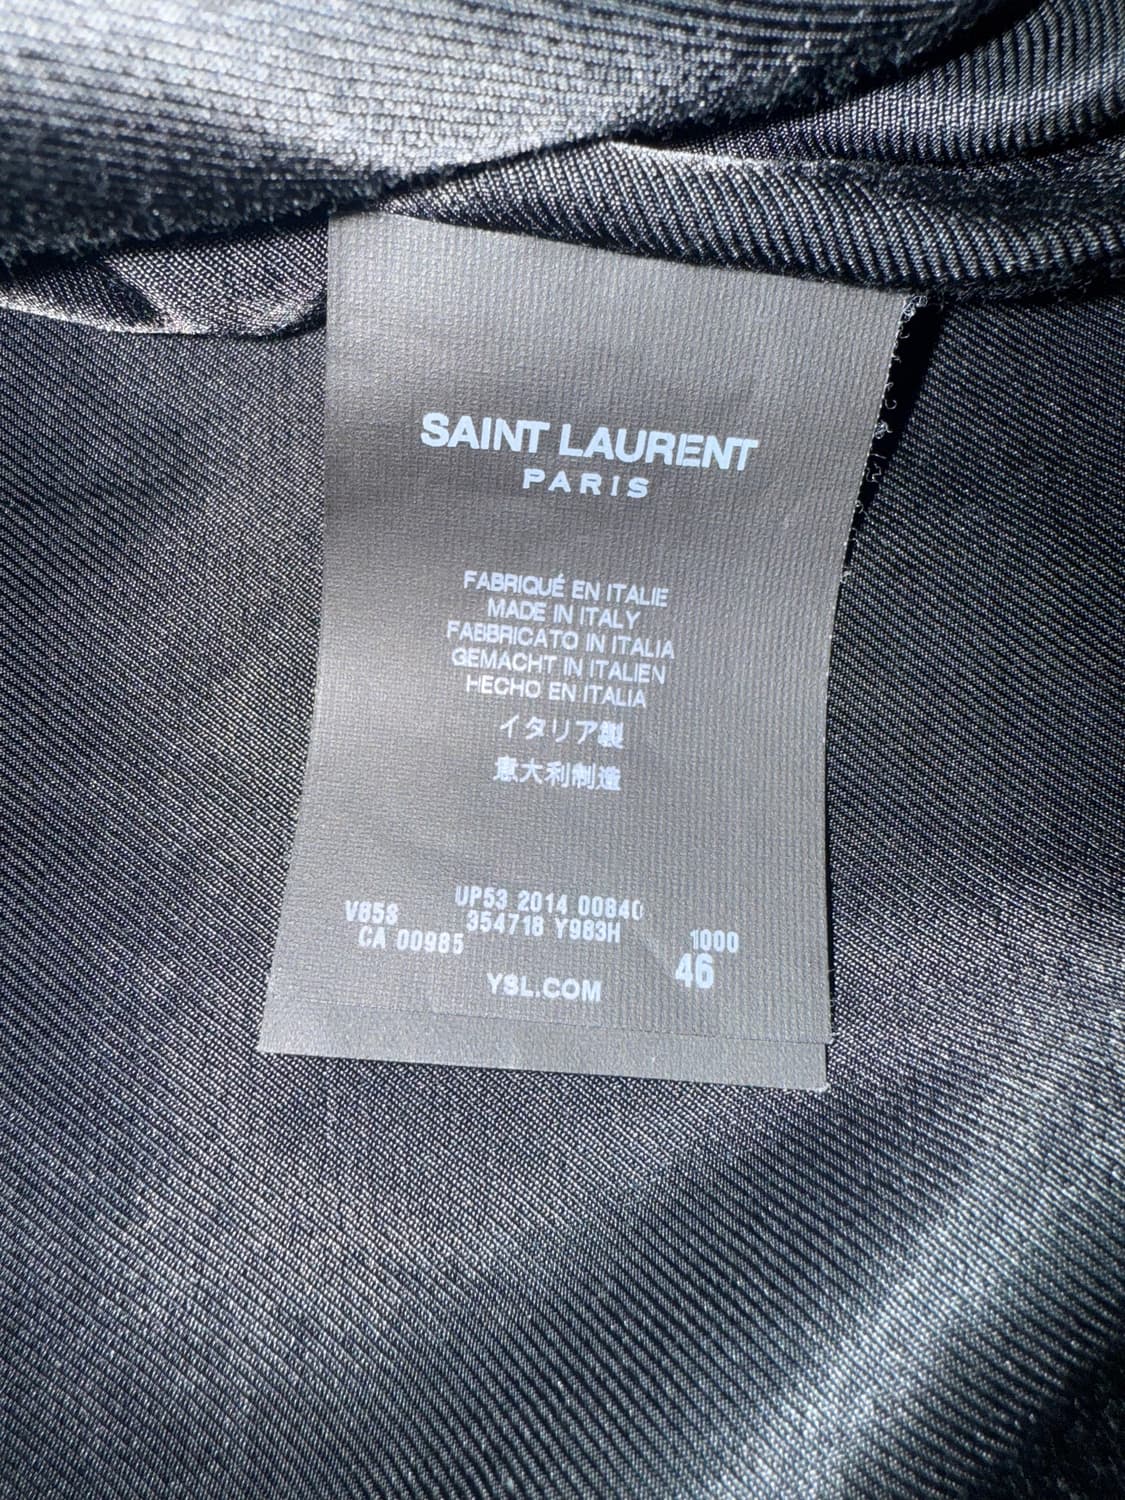 SAINT LAURENT
PARIS
FABRIQUÉ EN ITALIE
MADE IN ITALY
FABBRICATO IN ITALIA
GEMACHT IN ITALIEN
HECHO EN ITALIA
イタリア製
意大利制造
UP53 2014 00840
V658 354718 Y983H 1000
CA 00985 46
YSL.COM